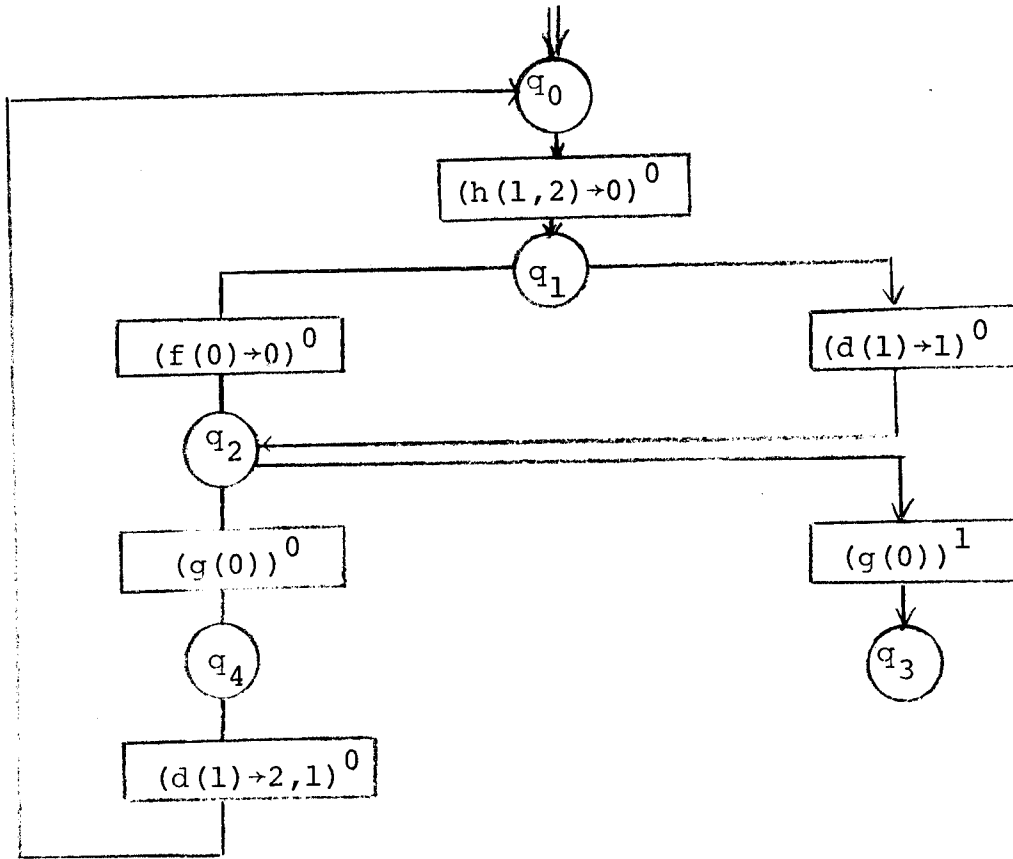 q₀
(h(1,2)→0)⁰
q₁
(f(0)→0)⁰
(d(1)→1)⁰
q₂
(g(0))⁰
(g(0))¹
q₄
q₃
(d(1)→2,1)⁰